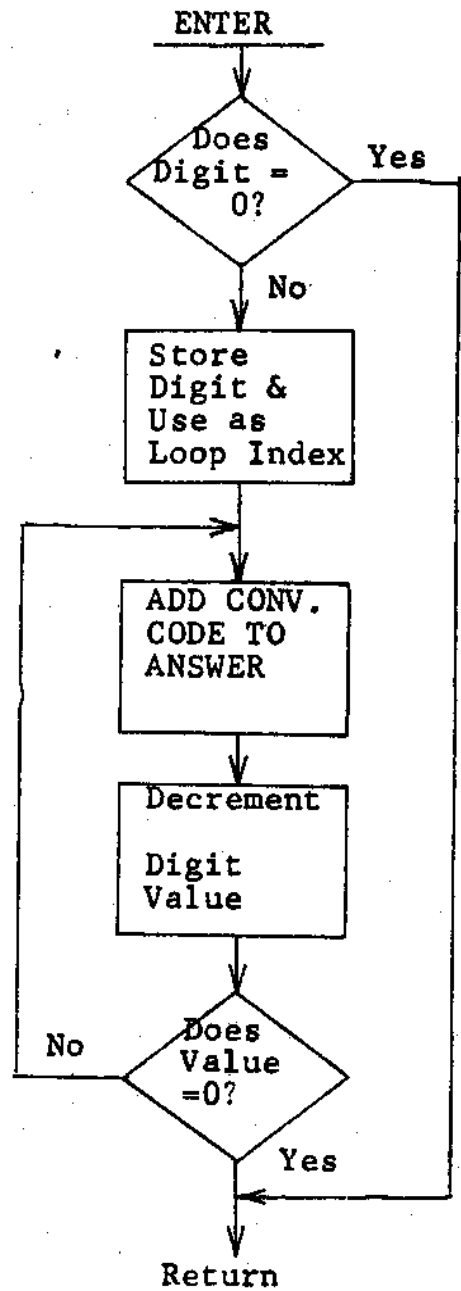 ENTER
Does
Digit =
0?
Yes
No
Store
Digit &
Use as
Loop Index
ADD CONV.
CODE TO
ANSWER
Decrement
Digit
Value
Does
Value
=0?
No
Yes
Return